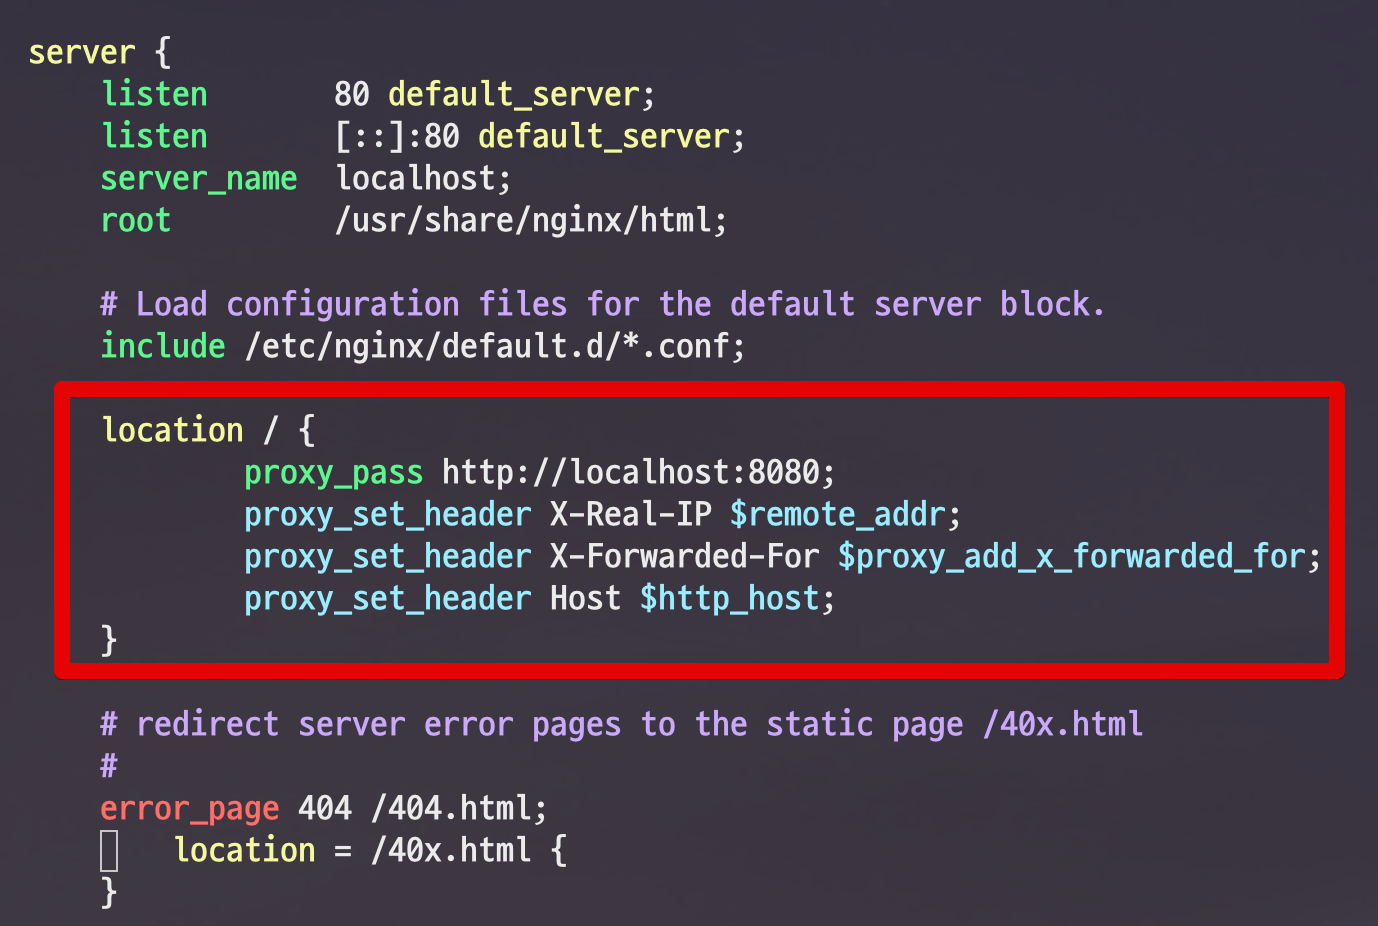 server {
listen 80 default_server;
listen [::]:80 default_server;
server_name localhost;
root /usr/share/nginx/html;
# Load configuration files for the default server block.
include /etc/nginx/default.d/*.conf;
location / {
proxy_pass http://localhost:8080;
proxy_set_header X-Real-IP $remote_addr;
proxy_set_header X-Forwarded-For $proxy_add_x_forwarded_for;
proxy_set_header Host $http_host;
}
# redirect server error pages to the static page /40x.html
#
error_page 404 /404.html;
location = /40x.html {
}